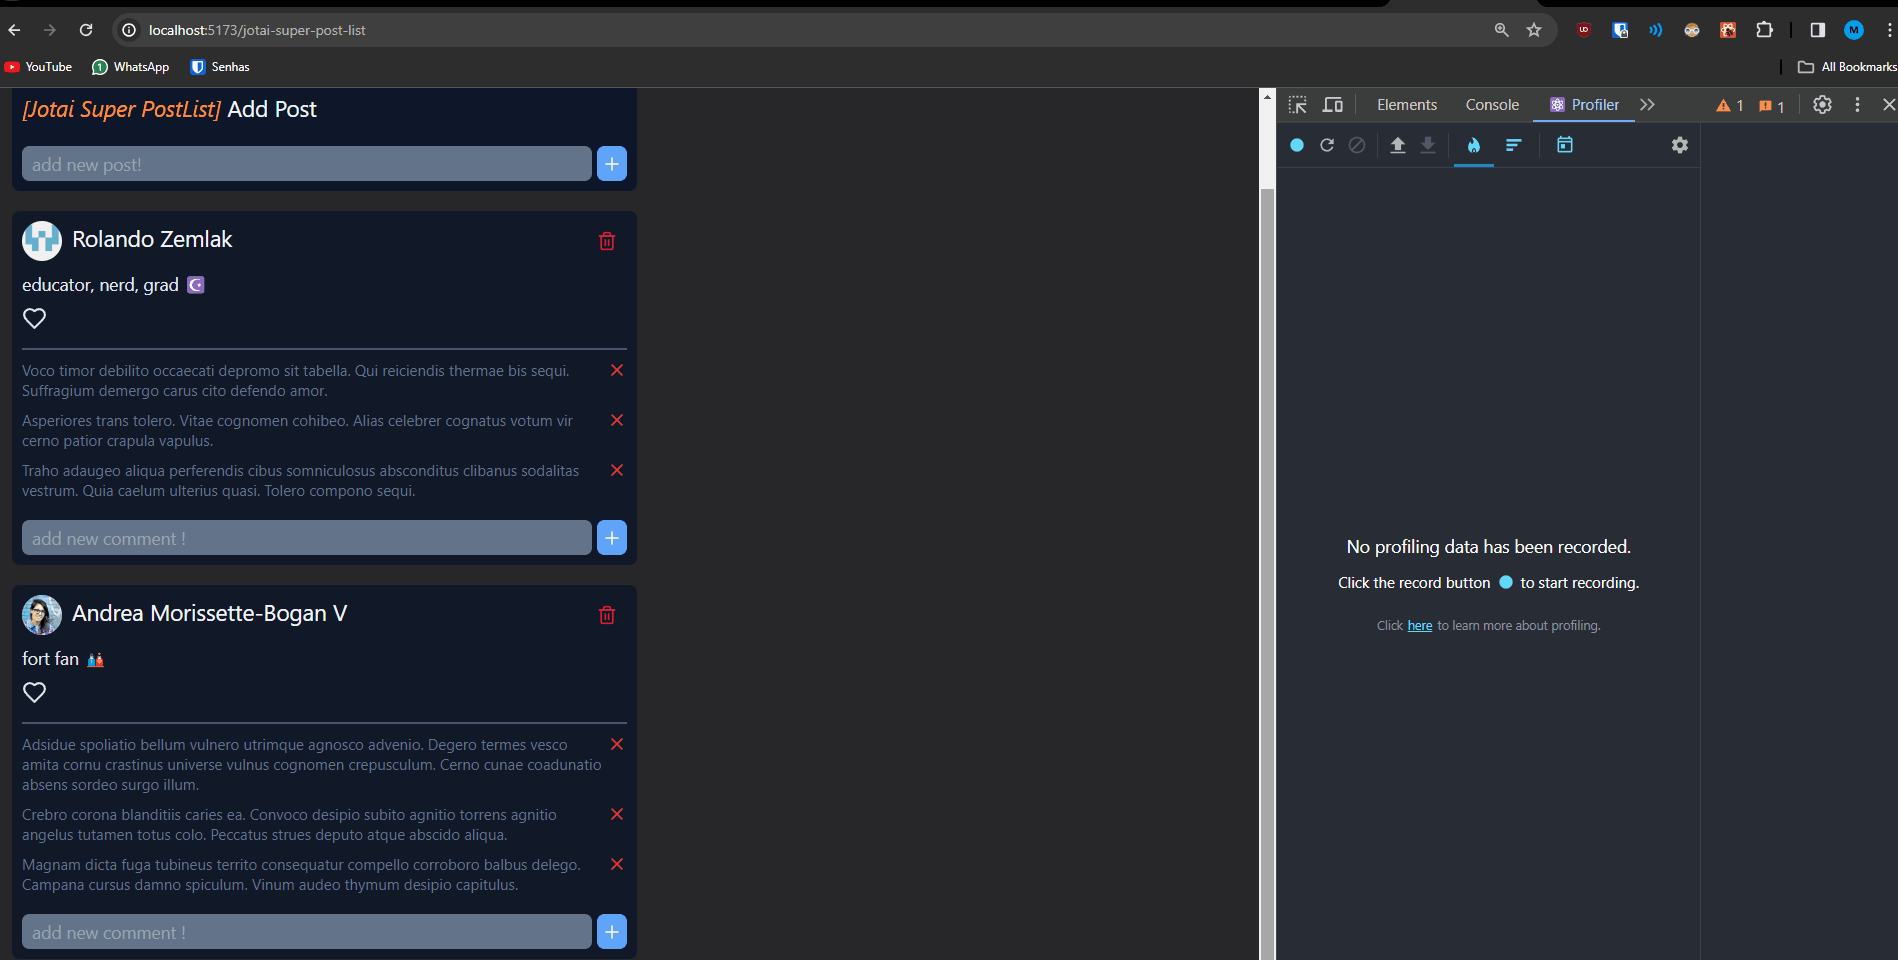 localhost:5173/jotai-super-post-list
M
YouTube
1 WhatsApp
Senhas
All Bookmarks
[Jotai Super PostList] Add Post
add new post!
Rolando Zemlak
educator, nerd, grad ☪️
Voco timor debilito occaecati depromo sit tabella. Qui reiciendis thermae bis sequi.
Suffragium demergo carus cito defendo amor.
Asperiores trans tolero. Vitae cognomen cohibeo. Alias celebrer cognatus votum vir
cerno patior crapula vapulus.
Traho adaugeo aliqua perferendis cibus somniculosus absconditus clibanus sodalitas
vestrum. Quia caelum ulterius quasi. Tolero compono sequi.
add new comment !
Andrea Morissette-Bogan V
fort fan
Adsidue spoliatio bellum vulnero utrimque agnosco advenio. Degero termes vesco
amita cornu crastinus universe vulnus cognomen crepusculum. Cerno cunae coadunatio
absens sordeo surgo illum.
Crebro corona blanditiis caries ea. Convoco desipio subito agnitio torrens agnitio
angelus tutamen totus colo. Peccatus strues deputo atque abscido aliqua.
Magnam dicta fuga tubineus territo consequatur compello corroboro balbus delego.
Campana cursus damno spiculum. Vinum audeo thymum desipio capitulus.
add new comment !
Elements
Console
Profiler
1
1
No profiling data has been recorded.
Click the record button to start recording.
Click here to learn more about profiling.